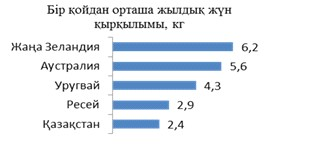 Бір қойдан орташа жылдық жүн
қырқылымы, кг
Жаңа Зеландия 6,2
Аустралия 5,6
Уругвай 4,3
Ресей 2,9
Қазақстан 2,4